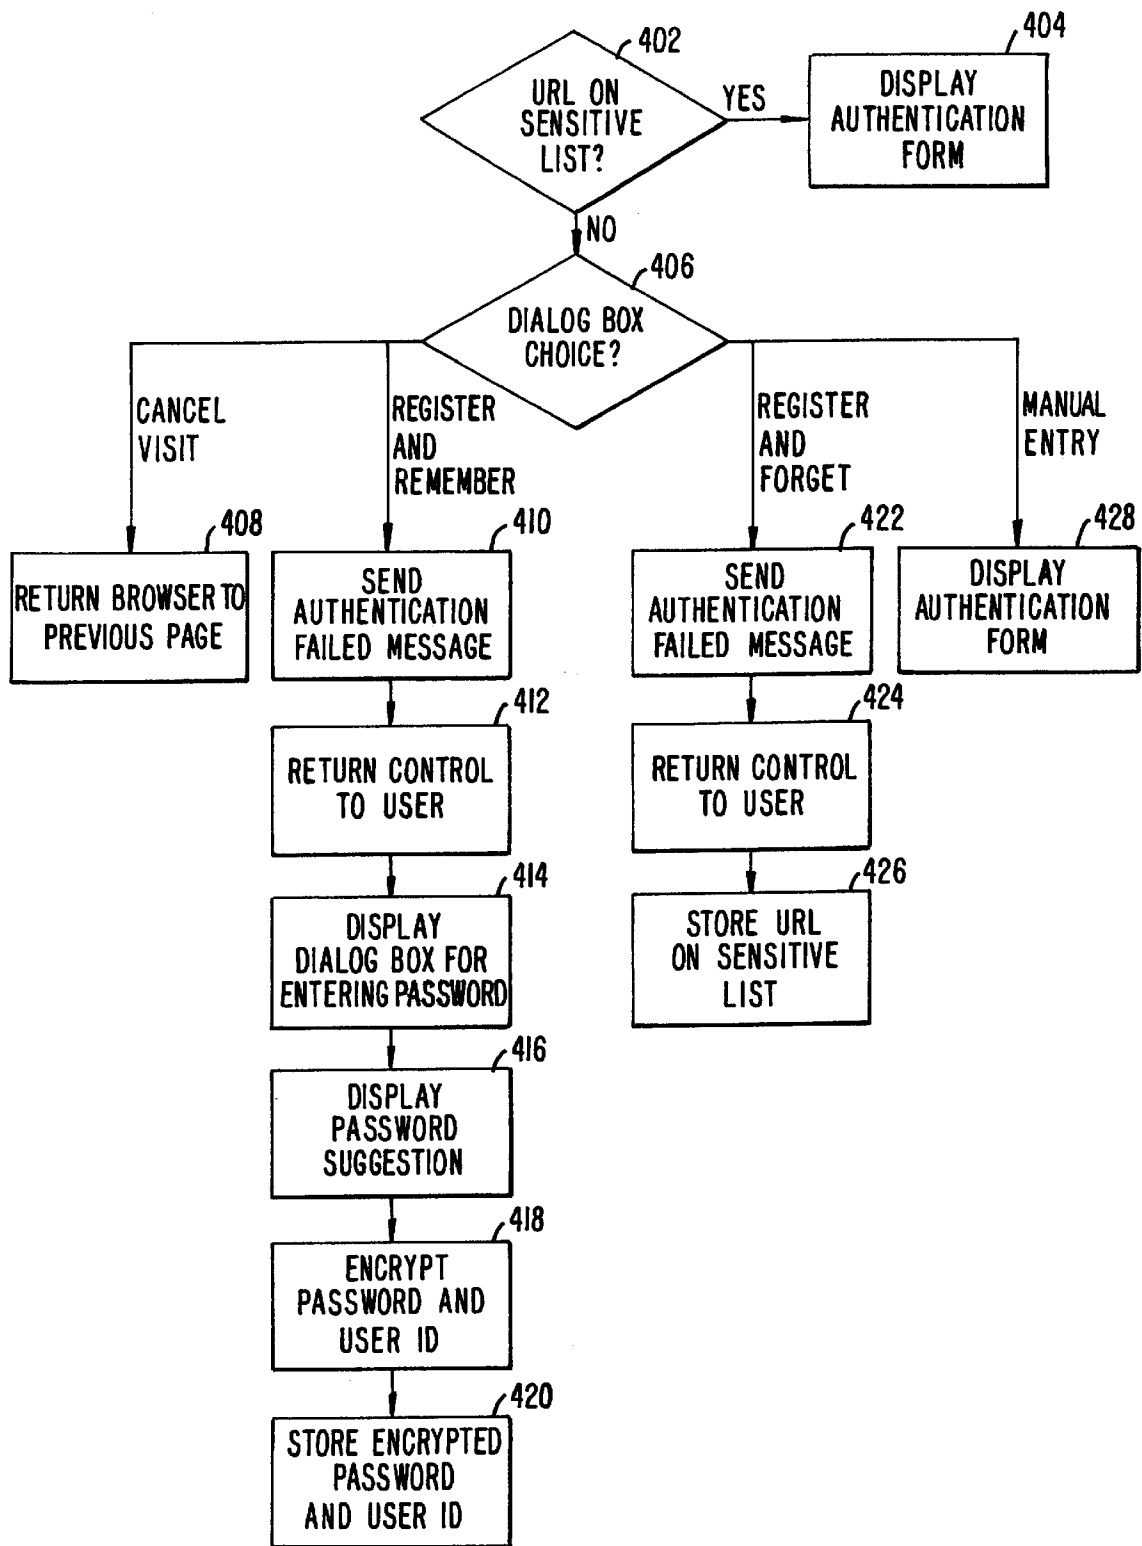 402
URL ON
SENSITIVE
LIST?
YES
404
DISPLAY
AUTHENTICATION
FORM
NO
406
DIALOG BOX
CHOICE?
CANCEL
VISIT
REGISTER
AND
REMEMBER
REGISTER
AND
FORGET
MANUAL
ENTRY
408
RETURN BROWSER TO
PREVIOUS PAGE
410
SEND
AUTHENTICATION
FAILED MESSAGE
422
SEND
AUTHENTICATION
FAILED MESSAGE
428
DISPLAY
AUTHENTICATION
FORM
412
RETURN CONTROL
TO USER
424
RETURN CONTROL
TO USER
414
DISPLAY
DIALOG BOX FOR
ENTERING PASSWORD
426
STORE URL
ON SENSITIVE
LIST
416
DISPLAY
PASSWORD
SUGGESTION
418
ENCRYPT
PASSWORD AND
USER ID
420
STORE ENCRYPTED
PASSWORD
AND USER ID